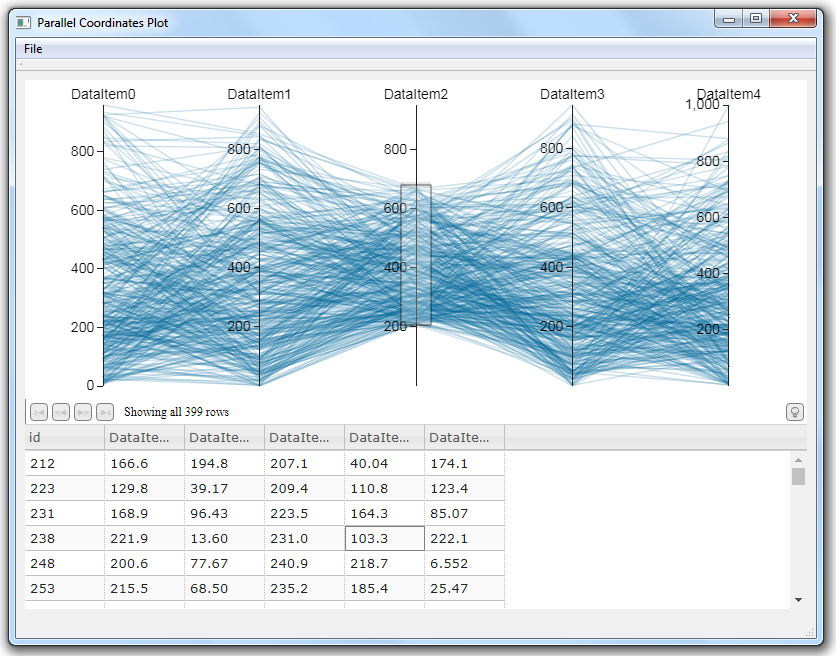 Parallel Coordinates Plot
File
DataItem0 DataItem1 DataItem2 DataItem3 DataItem4
1,000
800 800 800 800 800
600 600 600 600 600
400 400 400 400 400
200 200 200 200 200
0
Showing all 399 rows
id DataIte... DataIte... DataIte... DataIte... DataIte...
212 166.6 194.8 207.1 40.04 174.1
223 129.8 39.17 209.4 110.8 123.4
231 168.9 96.43 223.5 164.3 85.07
238 221.9 13.60 231.0 103.3 222.1
248 200.6 77.67 240.9 218.7 6.552
253 215.5 68.50 235.2 185.4 25.47